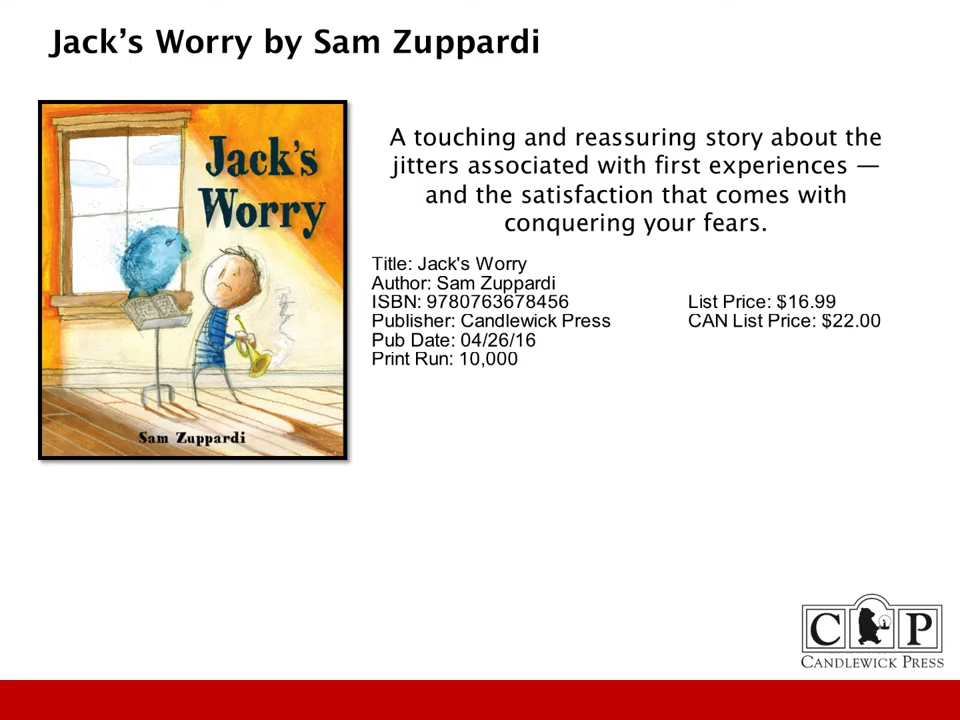 Jack’s Worry by Sam Zuppardi
Jack's
Worry
Sam Zuppardi
A touching and reassuring story about the
jitters associated with first experiences —
and the satisfaction that comes with
conquering your fears.
Title: Jack's Worry
Author: Sam Zuppardi
ISBN: 9780763678456
List Price: $16.99
Publisher: Candlewick Press
CAN List Price: $22.00
Pub Date: 04/26/16
Print Run: 10,000
C P
CANDLEWICK PRESS